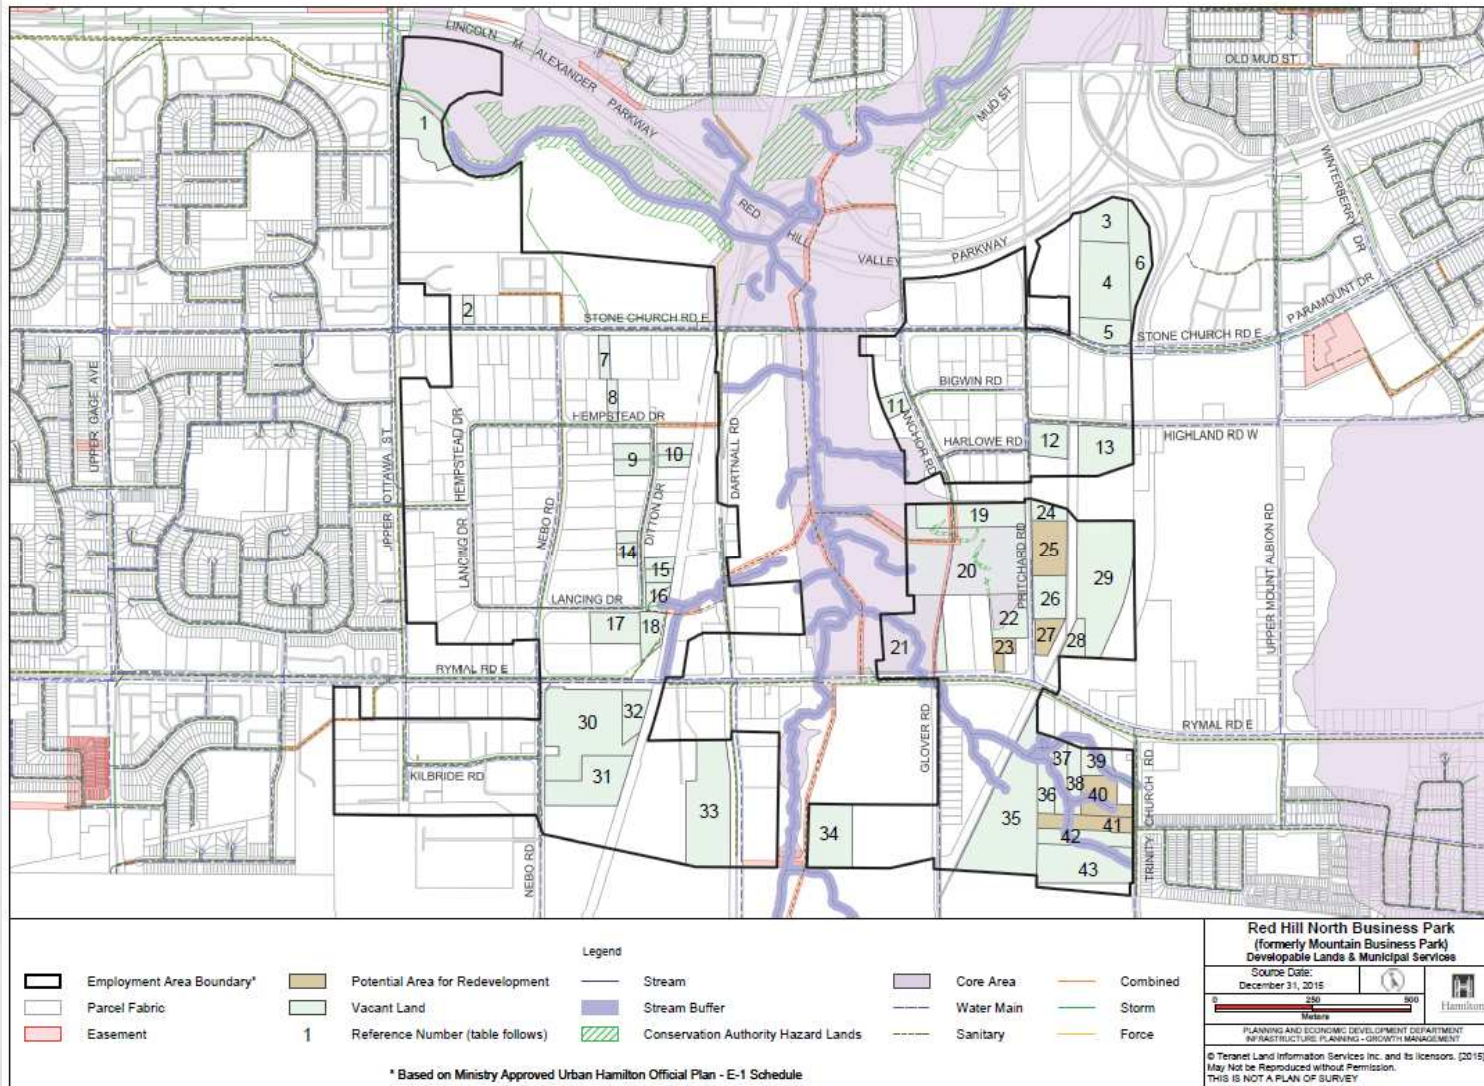 LINCOLN M ALEXANDER PARKWAY
OLD MUD ST
MUD ST
WINTERBERRY DR
1
RED HILL VALLEY PARKWAY
3
6
4
5
2
STONE CHURCH RD E
STONE CHURCH RD E
PARAMOUNT DR
UPPER GAGE AVE
7
8
HEMPSTEAD DR
HEMPSTEAD DR
BIGWIN RD
11
ANCHOR RD
HARLOWE RD
12
13
HIGHLAND RD W
UPPER OTTAWA ST
9
10
DARTNALL RD
DITTON DR
NEBO RD
LANCING DR
14
15
16
LANCING DR
17
18
19
20
PRITCHARD RD
24
25
26
27
28
29
22
23
21
UPPER MOUNT ALBION RD
RYMAL RD E
RYMAL RD E
30
32
31
KILBRIDE RD
NEBO RD
33
34
GLOVER RD
35
36
37
38
39
40
41
42
43
TRINITY CHURCH RD
Legend
Employment Area Boundary*
Parcel Fabric
Easement
Potential Area for Redevelopment
Vacant Land
1 Reference Number (table follows)
Stream
Stream Buffer
Conservation Authority Hazard Lands
Core Area
Water Main
Sanitary
Combined
Storm
Force
* Based on Ministry Approved Urban Hamilton Official Plan - E-1 Schedule
Red Hill North Business Park
(formerly Mountain Business Park)
Developable Lands & Municipal Services
Source Date:
December 31, 2015
Hamilton
0 250 500
Meters
PLANNING AND ECONOMIC DEVELOPMENT DEPARTMENT
INFRASTRUCTURE PLANNING - GROWTH MANAGEMENT
© Teranet Land Information Services Inc. and its licensors. [2015]
May Not be Reproduced without Permission.
THIS IS NOT A PLAN OF SURVEY